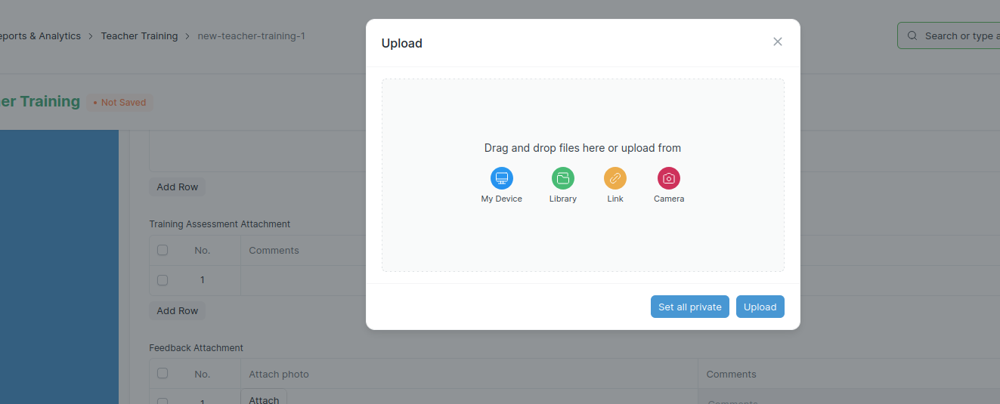 eports & Analytics > Teacher Training > new-teacher-training-1
Search or type a
er Training • Not Saved
Upload
Drag and drop files here or upload from
My Device Library Link Camera
Set all private Upload
Add Row
Training Assessment Attachment
No. Comments
1
Add Row
Feedback Attachment
No. Attach photo Comments
1 Attach Comments